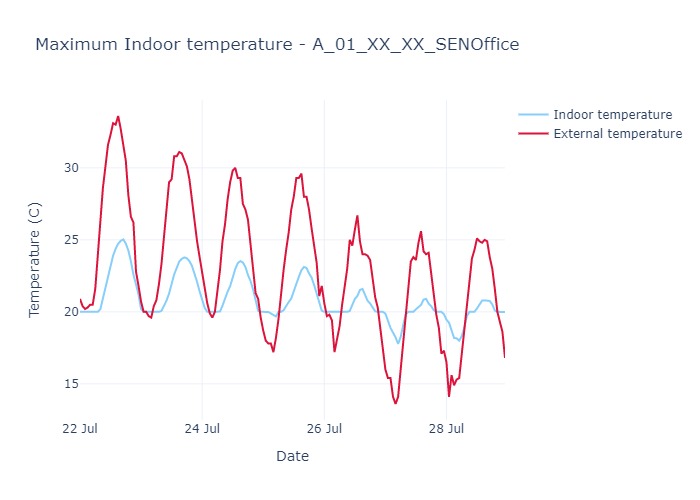 Maximum Indoor temperature - A_01_XX_XX_SENOffice
Indoor temperature
External temperature
Temperature (C)
30
25
20
15
22 Jul
24 Jul
26 Jul
28 Jul
Date